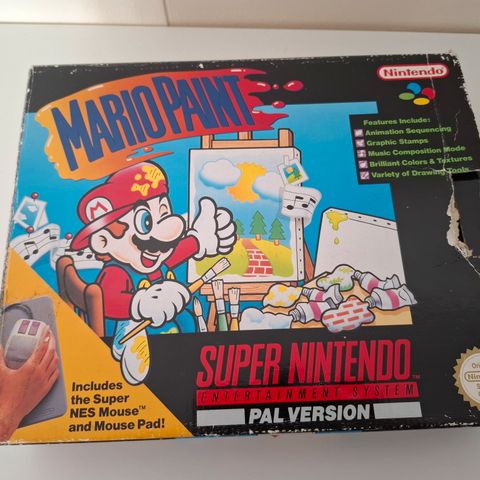 MARIO PAINT
Nintendo
Features Include:
Animation Sequencing
Graphic Stamps
Music Composition Mode
Brilliant Colors & Textures
Variety of Drawing Tools
M
Includes
the Super
NES Mouse™
and Mouse Pad!
SUPER NINTENDO™
ENTERTAINMENT SYSTEM
PAL VERSION